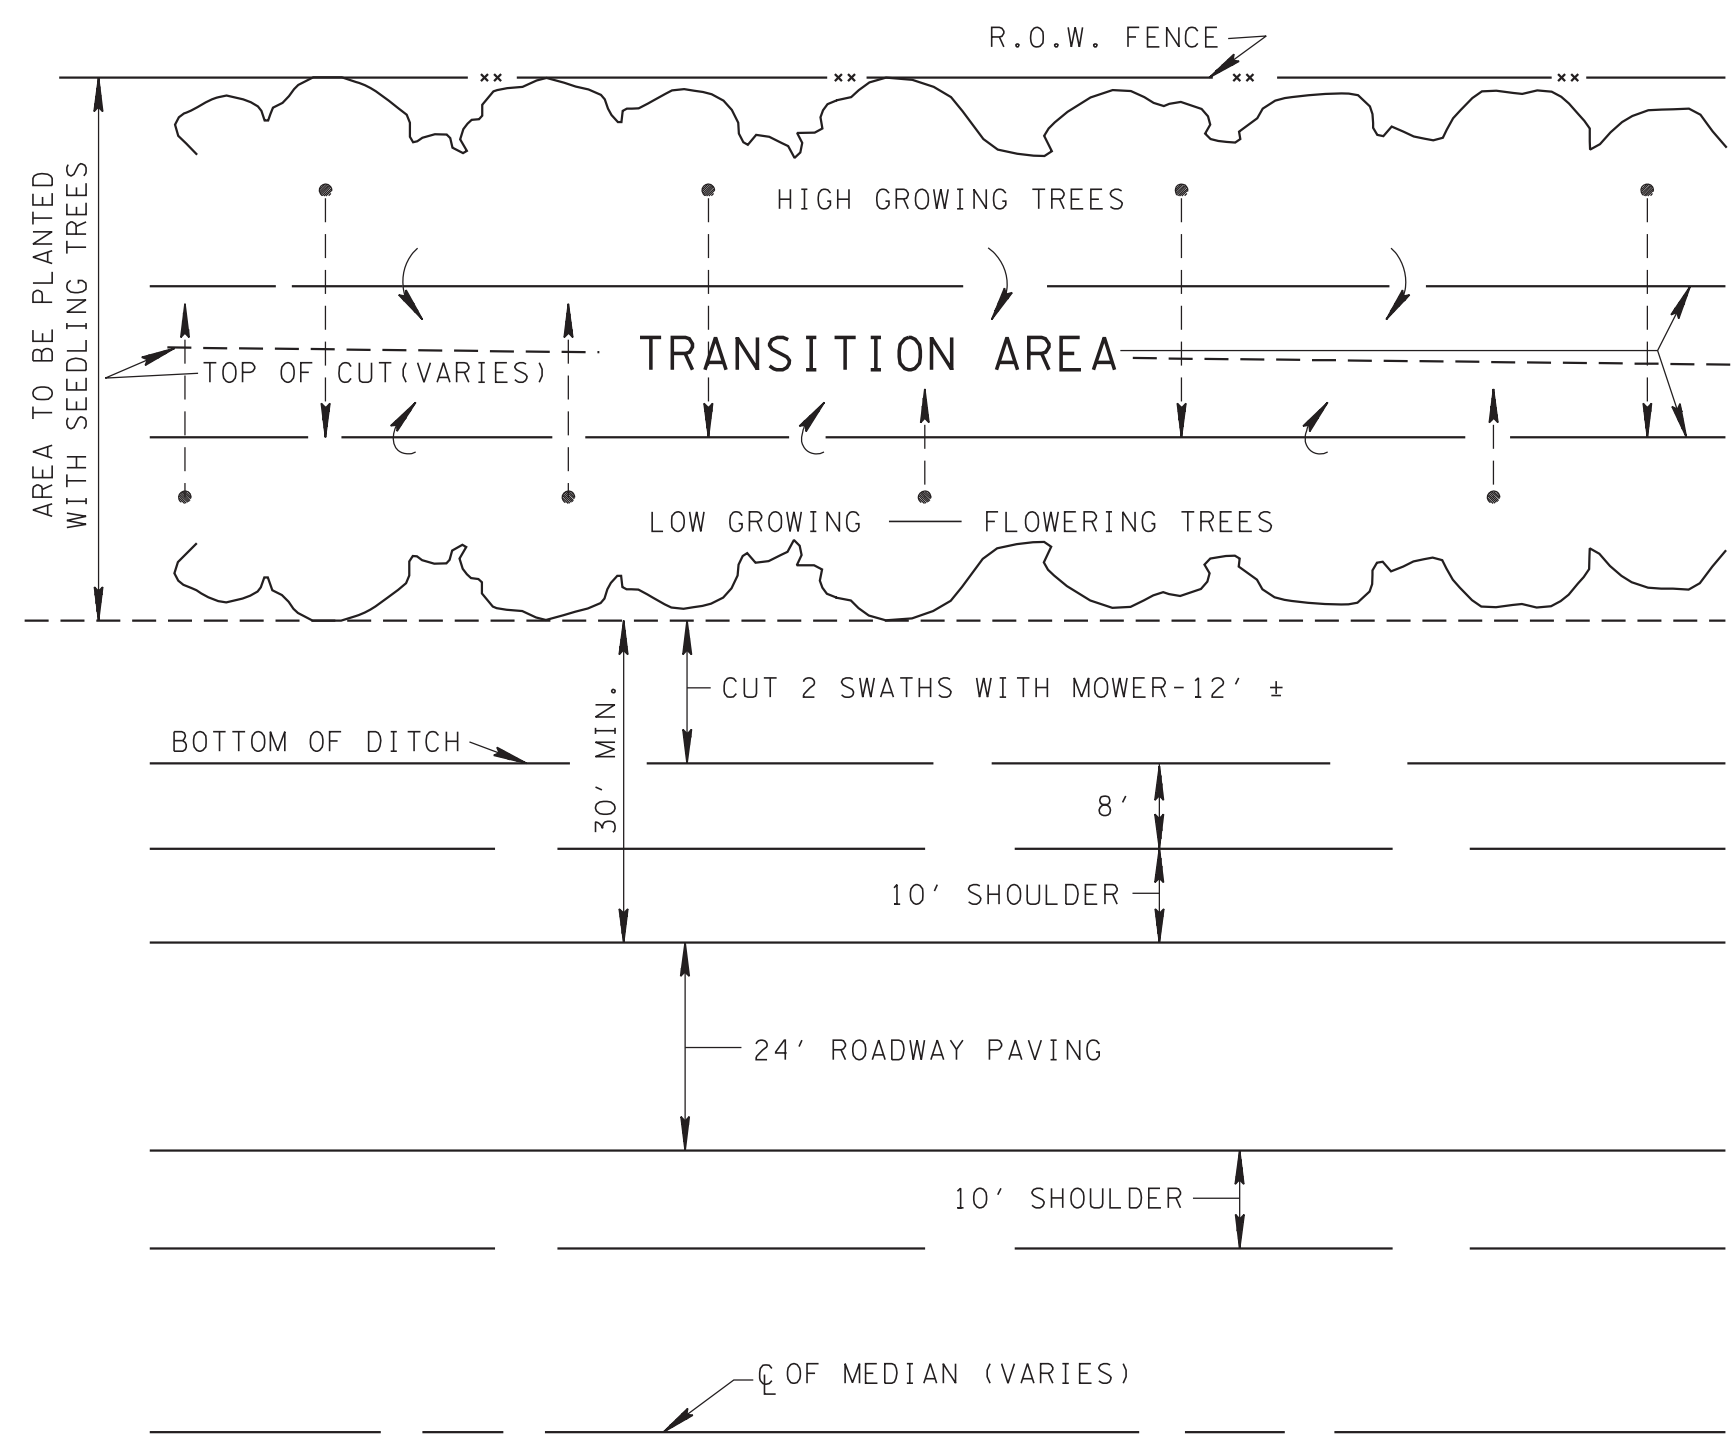 R.O.W. FENCE
AREA TO BE PLANTED
WITH SEEDLING TREES
HIGH GROWING TREES
TRANSITION AREA
TOP OF CUT(VARIES)
LOW GROWING — FLOWERING TREES
CUT 2 SWATHS WITH MOWER-12' ±
30' MIN.
BOTTOM OF DITCH
8'
10' SHOULDER
24' ROADWAY PAVING
10' SHOULDER
℄ OF MEDIAN (VARIES)